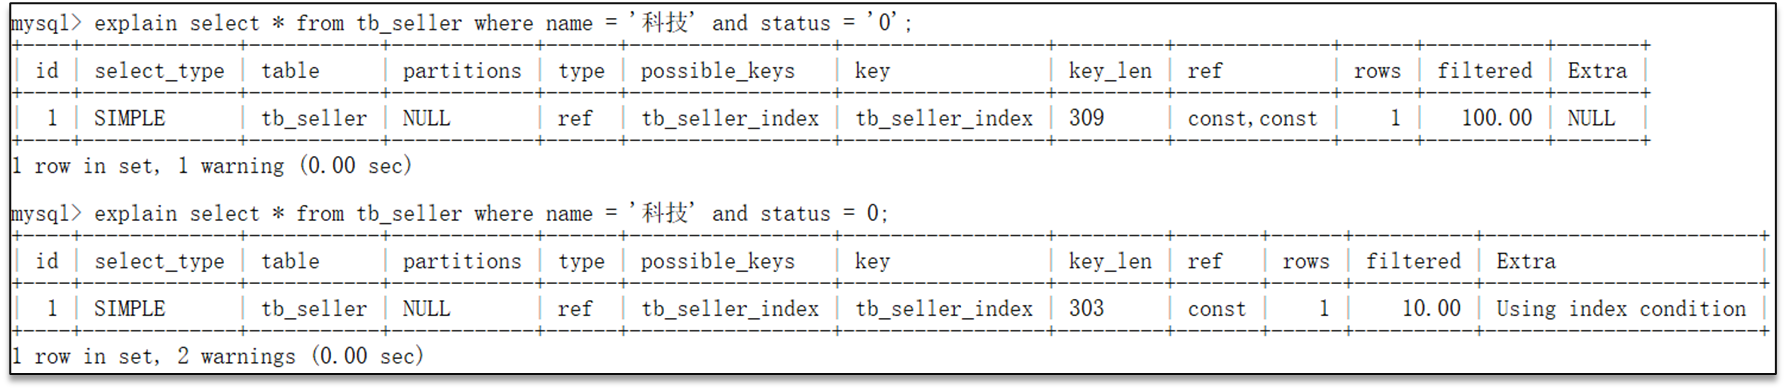 mysql> explain select * from tb_seller where name = '科技' and status = '0';
+----+-------------+-----------+------------+------+-----------------+-----------------+---------+-------------+------+----------+-------+
| id | select_type | table | partitions | type | possible_keys | key | key_len | ref | rows | filtered | Extra |
+----+-------------+-----------+------------+------+-----------------+-----------------+---------+-------------+------+----------+-------+
| 1 | SIMPLE | tb_seller | NULL | ref | tb_seller_index | tb_seller_index | 309 | const,const | 1 | 100.00 | NULL |
+----+-------------+-----------+------------+------+-----------------+-----------------+---------+-------------+------+----------+-------+
1 row in set, 1 warning (0.00 sec)
mysql> explain select * from tb_seller where name = '科技' and status = 0;
+----+-------------+-----------+------------+------+-----------------+-----------------+---------+-------+------+----------+-----------------------+
| id | select_type | table | partitions | type | possible_keys | key | key_len | ref | rows | filtered | Extra |
+----+-------------+-----------+------------+------+-----------------+-----------------+---------+-------+------+----------+-----------------------+
| 1 | SIMPLE | tb_seller | NULL | ref | tb_seller_index | tb_seller_index | 303 | const | 1 | 10.00 | Using index condition |
+----+-------------+-----------+------------+------+-----------------+-----------------+---------+-------+------+----------+-----------------------+
1 row in set, 2 warnings (0.00 sec)